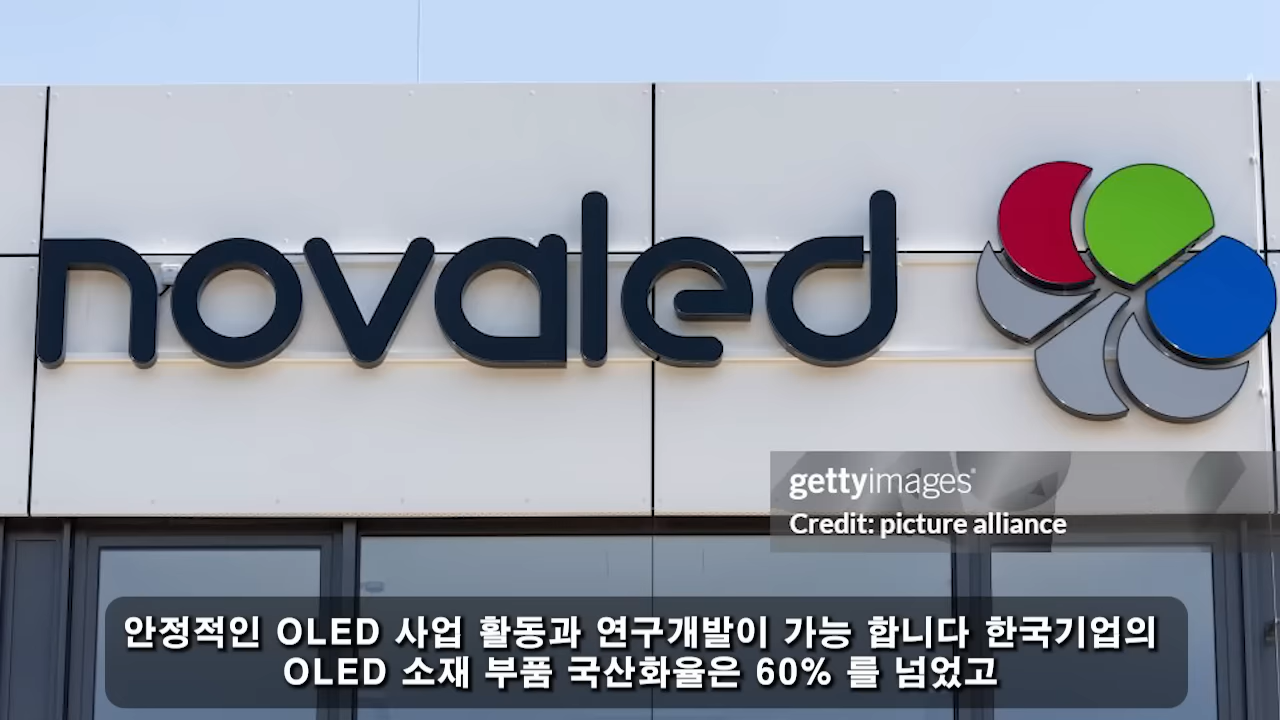 novaled
gettyimages®
Credit: picture alliance
안정적인 OLED 사업 활동과 연구개발이 가능 합니다 한국기업의
OLED 소재 부품 국산화율은 60% 를 넘었고